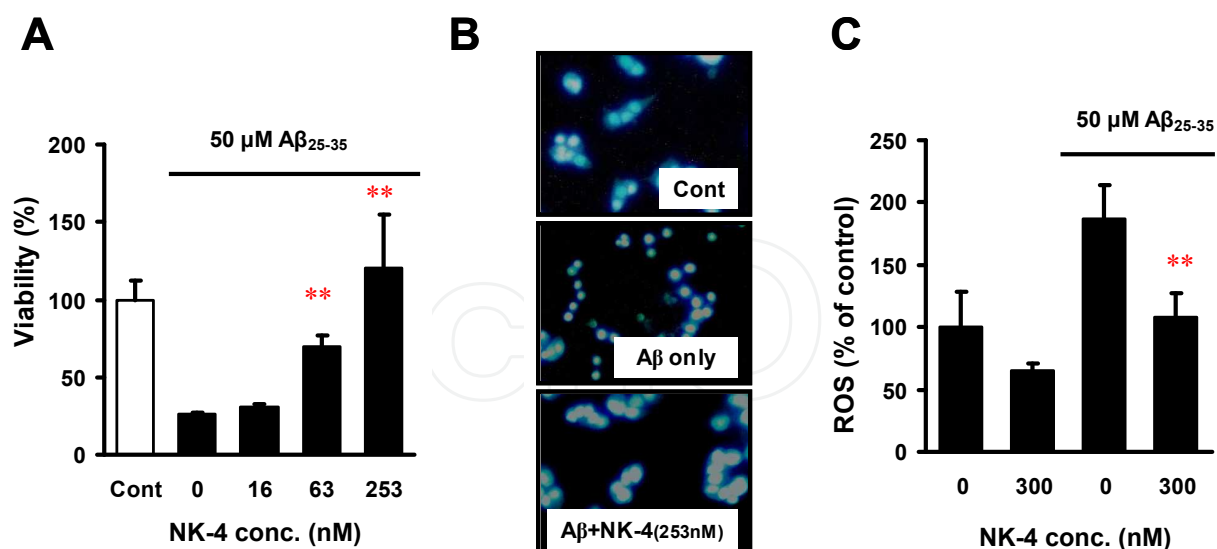 A
50 µM Aβ25-35
200
150
100
50
0
Viability (%)
**
**
Cont 0 16 63 253
NK-4 conc. (nM)
B
Cont
Aβ only
Aβ+NK-4(253nM)
C
50 µM Aβ25-35
250
200
150
100
50
0
ROS (% of control)
**
0 300 0 300
NK-4 conc. (nM)